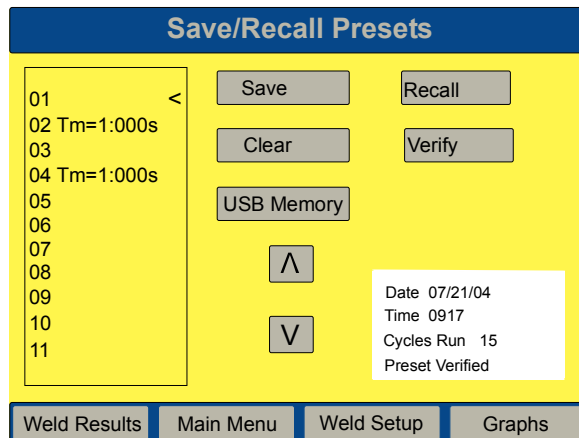 Save/Recall Presets
01 <
02 Tm=1:000s
03
04 Tm=1:000s
05
06
07
08
09
10
11
Save
Recall
Clear
Verify
USB Memory
Λ
V
Date 07/21/04
Time 0917
Cycles Run 15
Preset Verified
Weld Results
Main Menu
Weld Setup
Graphs